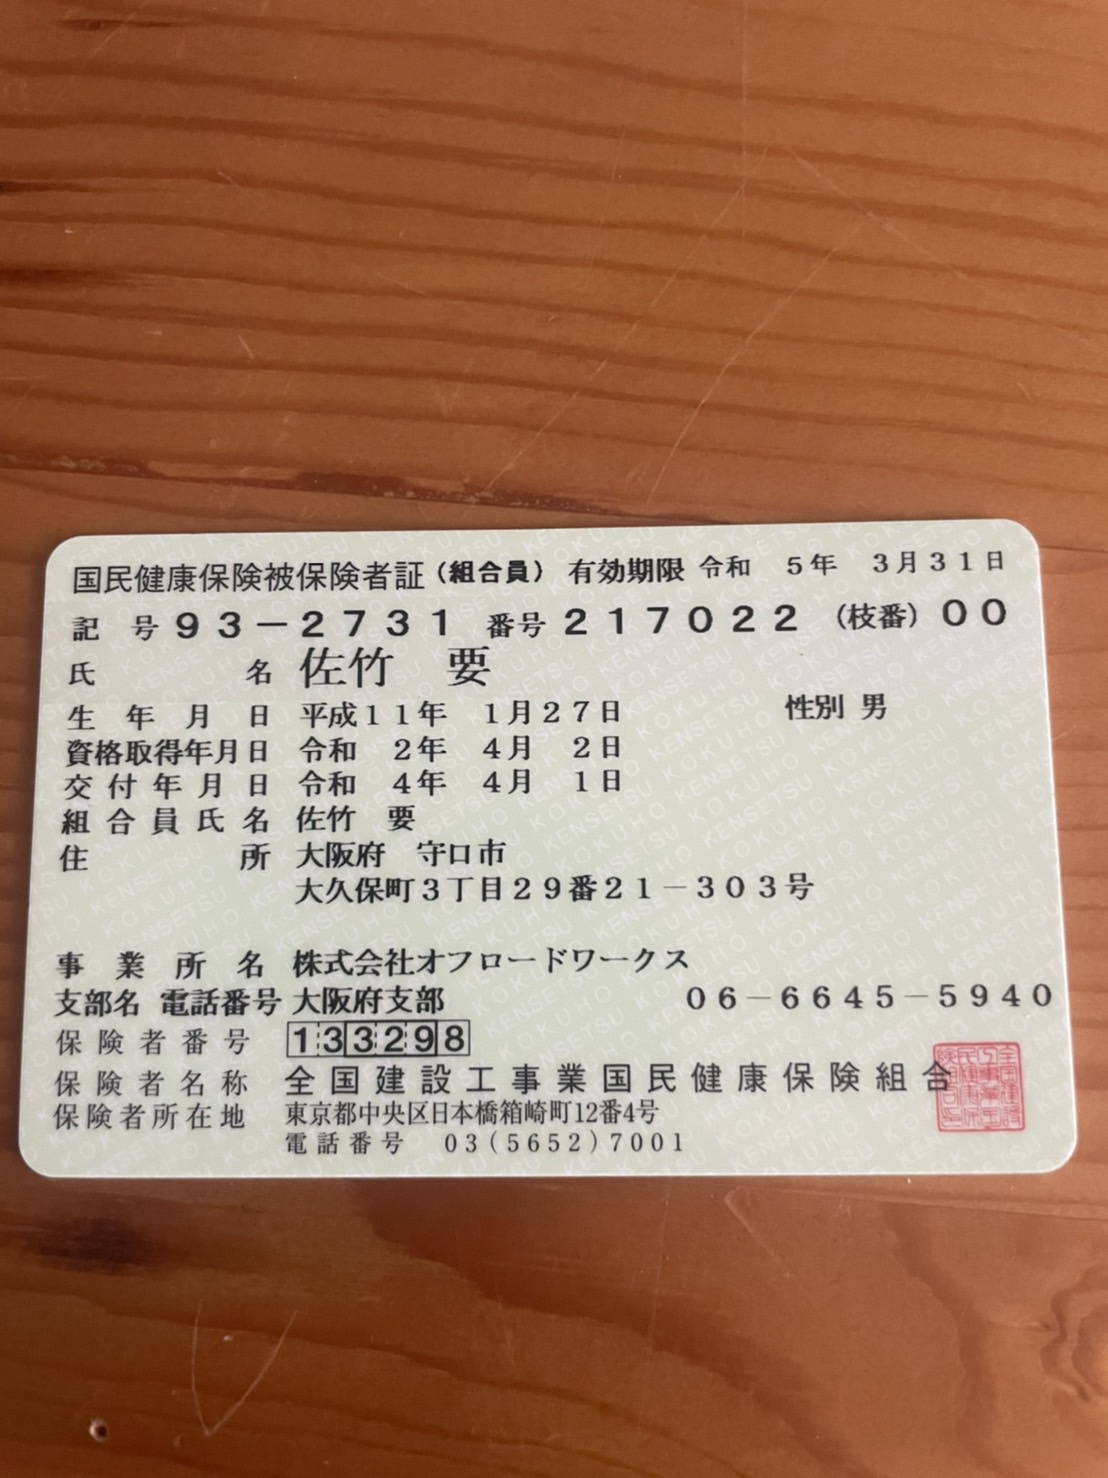 国民健康保険被保険者証(組合員) 有効期限 令和 5年 3月31日
記号 93-2731 番号 217022 (枝番) 00
氏名 佐竹 要
生年月日 平成11年 1月27日 性別 男
資格取得年月日 令和 2年 4月 2日
交付年月日 令和 4年 4月 1日
組合員氏名 佐竹 要
住所 大阪府 守口市
大久保町3丁目29番21-303号
事業所名 株式会社オフロードワークス
支部名 電話番号 大阪府支部 06-6645-5940
保険者番号 133298
保険者名称 全国建設工事業国民健康保険組合
保険者所在地 東京都中央区日本橋箱崎町12番4号
電話番号 03(5652)7001